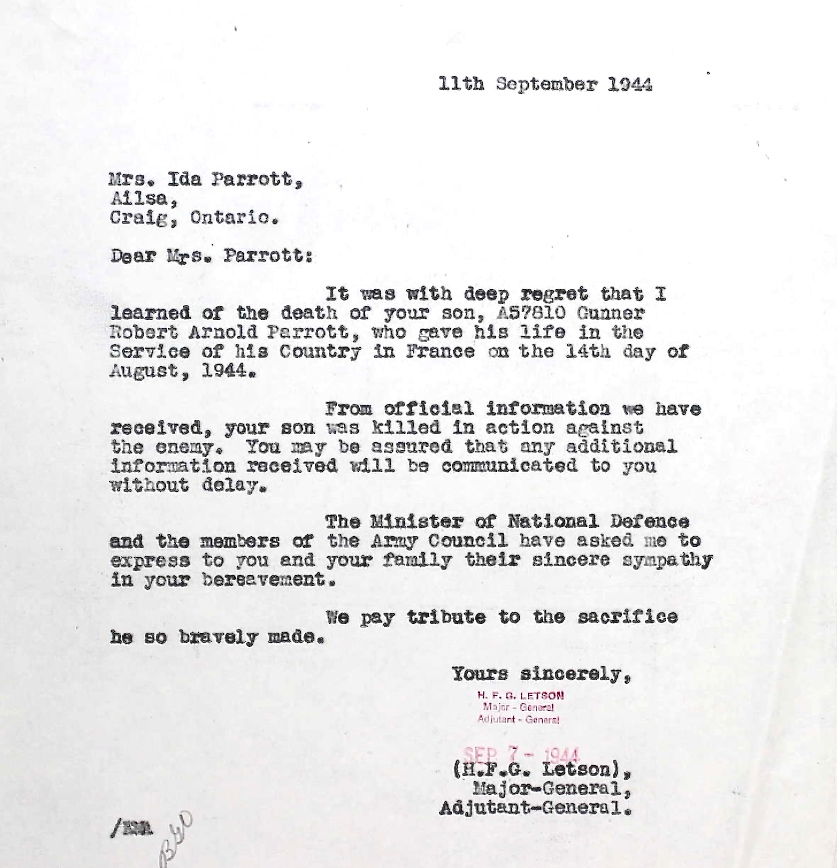 11th September 1944
Mrs. Ida Parrott,
Ailsa,
Craig, Ontario.
Dear Mrs. Parrott:
It was with deep regret that I
learned of the death of your son, A57810 Gunner
Robert Arnold Parrott, who gave his life in the
Service of his Country in France on the 14th day of
August, 1944.
From official information we have
received, your son was killed in action against
the enemy. You may be assured that any additional
information received will be communicated to you
without delay.
The Minister of National Defence
and the members of the Army Council have asked me to
express to you and your family their sincere sympathy
in your bereavement.
We pay tribute to the sacrifice
he so bravely made.
Yours sincerely,
H. F. G. LETSON
Major - General
Adjutant - General
SEP 7 - 1944
(H.F.G. Letson),
Major-General,
Adjutant-General.